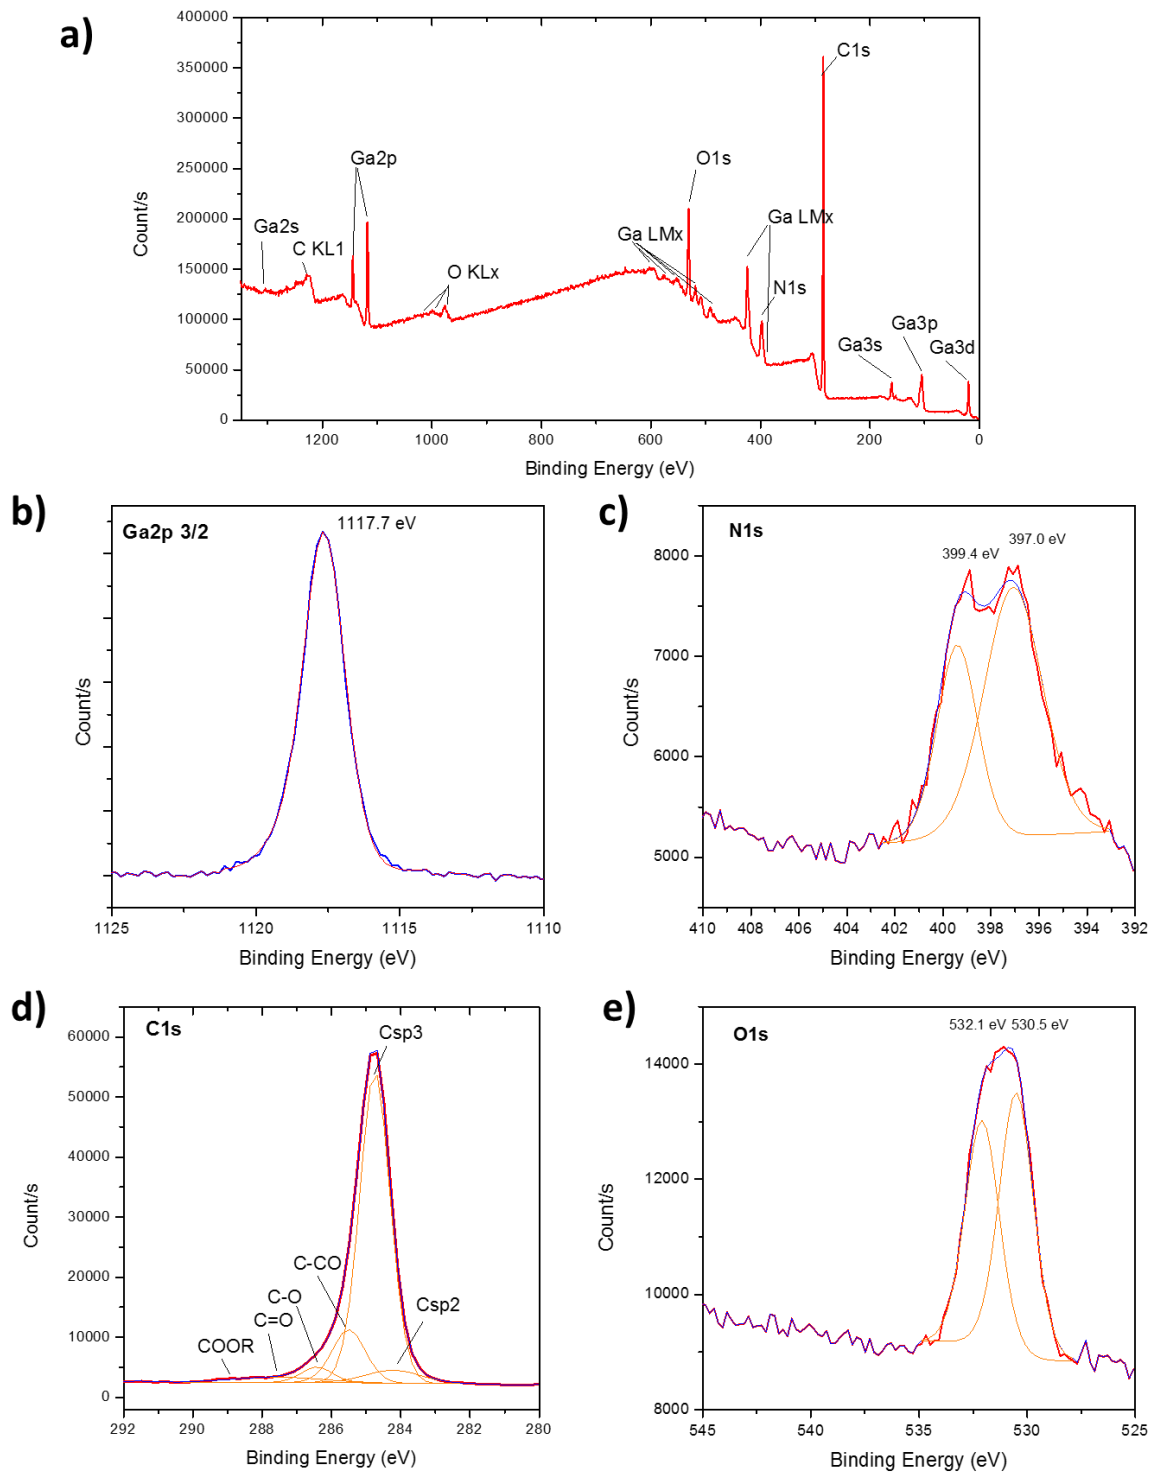 a)
400000
350000
300000
250000
200000
150000
100000
50000
0
Count/s
1200 1000 800 600 400 200 0
Binding Energy (eV)
Ga2s
C KL1
Ga2p
O KLx
Ga LMx
O1s
Ga LMx
N1s
C1s
Ga3s
Ga3p
Ga3d
b)
Ga2p 3/2
1117.7 eV
Count/s
1125 1120 1115 1110
Binding Energy (eV)
c)
N1s
399.4 eV 397.0 eV
8000
7000
6000
5000
Count/s
410 408 406 404 402 400 398 396 394 392
Binding Energy (eV)
d)
C1s
Csp3
60000
50000
40000
30000
20000
10000
0
Count/s
C-CO
C-O
C=O
COOR
Csp2
292 290 288 286 284 282 280
Binding Energy (eV)
e)
O1s
532.1 eV 530.5 eV
14000
12000
10000
8000
Count/s
545 540 535 530 525
Binding Energy (eV)